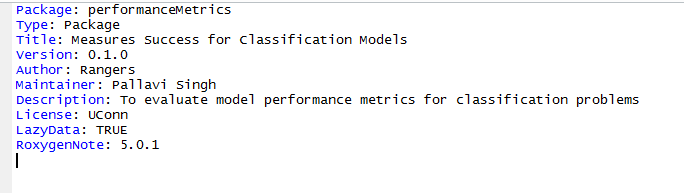 Package: performanceMetrics
Type: Package
Title: Measures Success for Classification Models
Version: 0.1.0
Author: Rangers
Maintainer: Pallavi Singh
Description: To evaluate model performance metrics for classification problems
License: UConn
LazyData: TRUE
RoxygenNote: 5.0.1